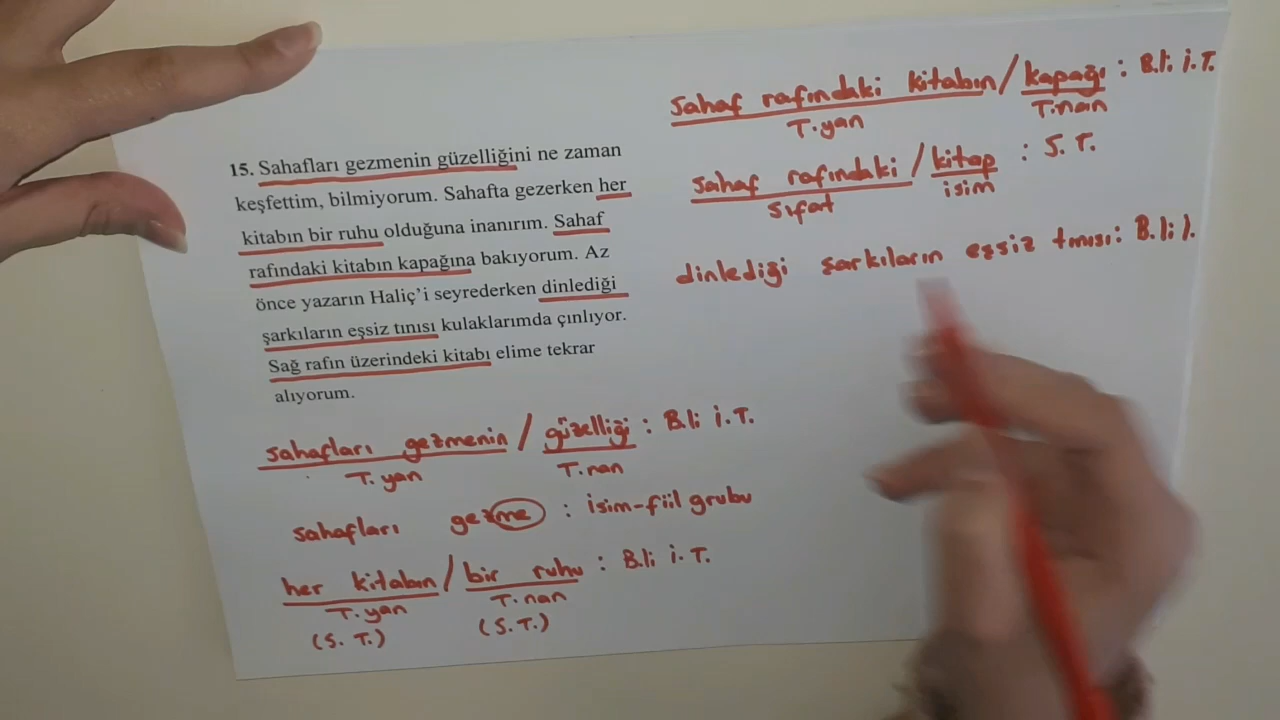 15. Sahafları gezmenin güzelliğini ne zaman
keşfettim, bilmiyorum. Sahafta gezerken her
kitabın bir ruhu olduğuna inanırım. Sahaf
rafındaki kitabın kapağına bakıyorum. Az
önce yazarın Haliç'i seyrederken dinlediği
şarkıların eşsiz tınısı kulaklarımda çınlıyor.
Sağ rafın üzerindeki kitabı elime tekrar
alıyorum.
sahafları gezmenin / güzelliği : B.li i.T.
T.yan T.nan
sahafları gezme : isim-fiil grubu
her kitabın / bir ruhu : B.li i.T.
T.yan T.nan
(S.T.) (S.T.)
Sahaf rafındaki kitabın / kapağı : B.li i.T.
T.yan T.nan
Sahaf rafındaki / kitap : S.T.
Sıfat isim
dinlediği şarkıların eşsiz tınısı : B.li